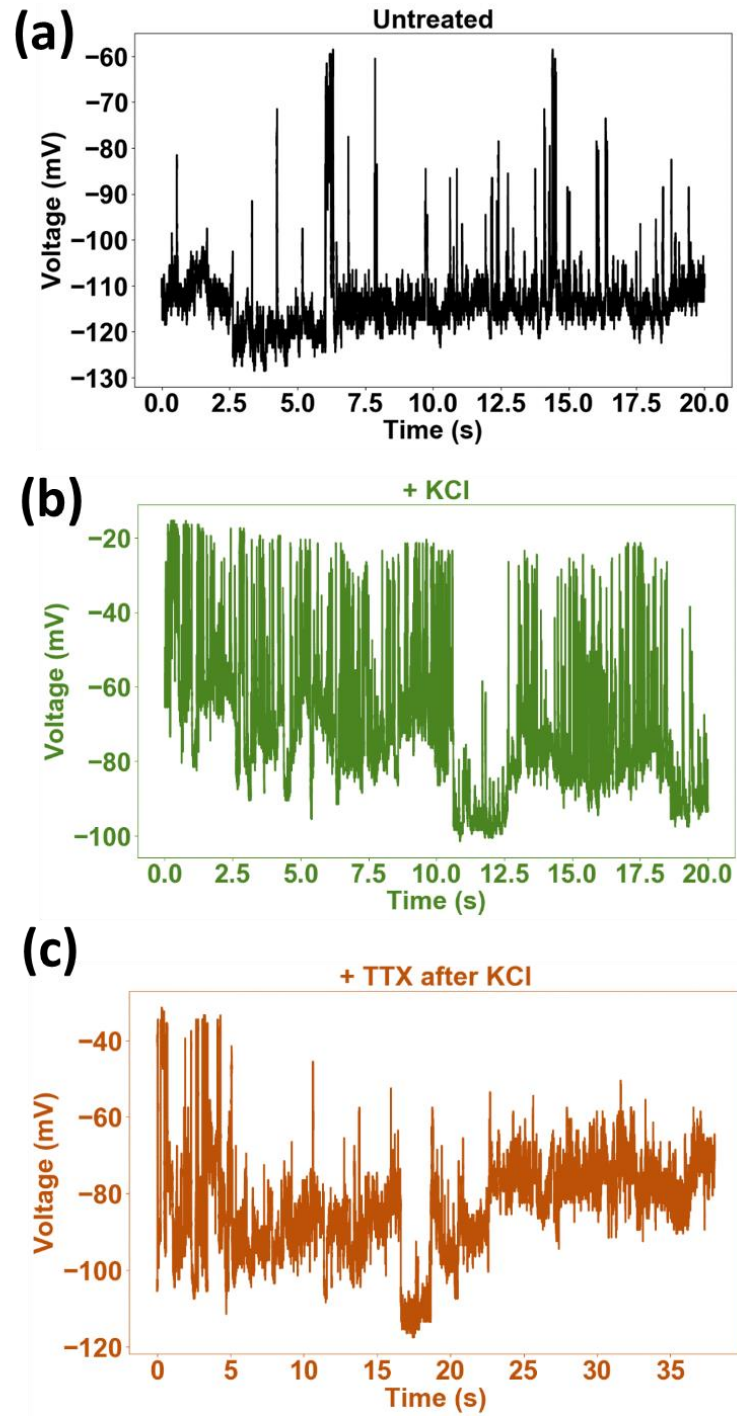 (a)
Untreated
−60
−70
−80
−90
−100
−110
−120
−130
Voltage (mV)
0.0 2.5 5.0 7.5 10.0 12.5 15.0 17.5 20.0
Time (s)
(b)
+ KCl
−20
−40
−60
−80
−100
Voltage (mV)
0.0 2.5 5.0 7.5 10.0 12.5 15.0 17.5 20.0
Time (s)
(c)
+ TTX after KCl
−40
−60
−80
−100
−120
Voltage (mV)
0 5 10 15 20 25 30 35
Time (s)